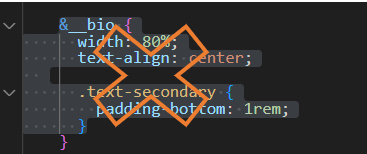 &__bio {
width: 80%;
text-align: center;
.text-secondary {
padding-bottom: 1rem;
}
}